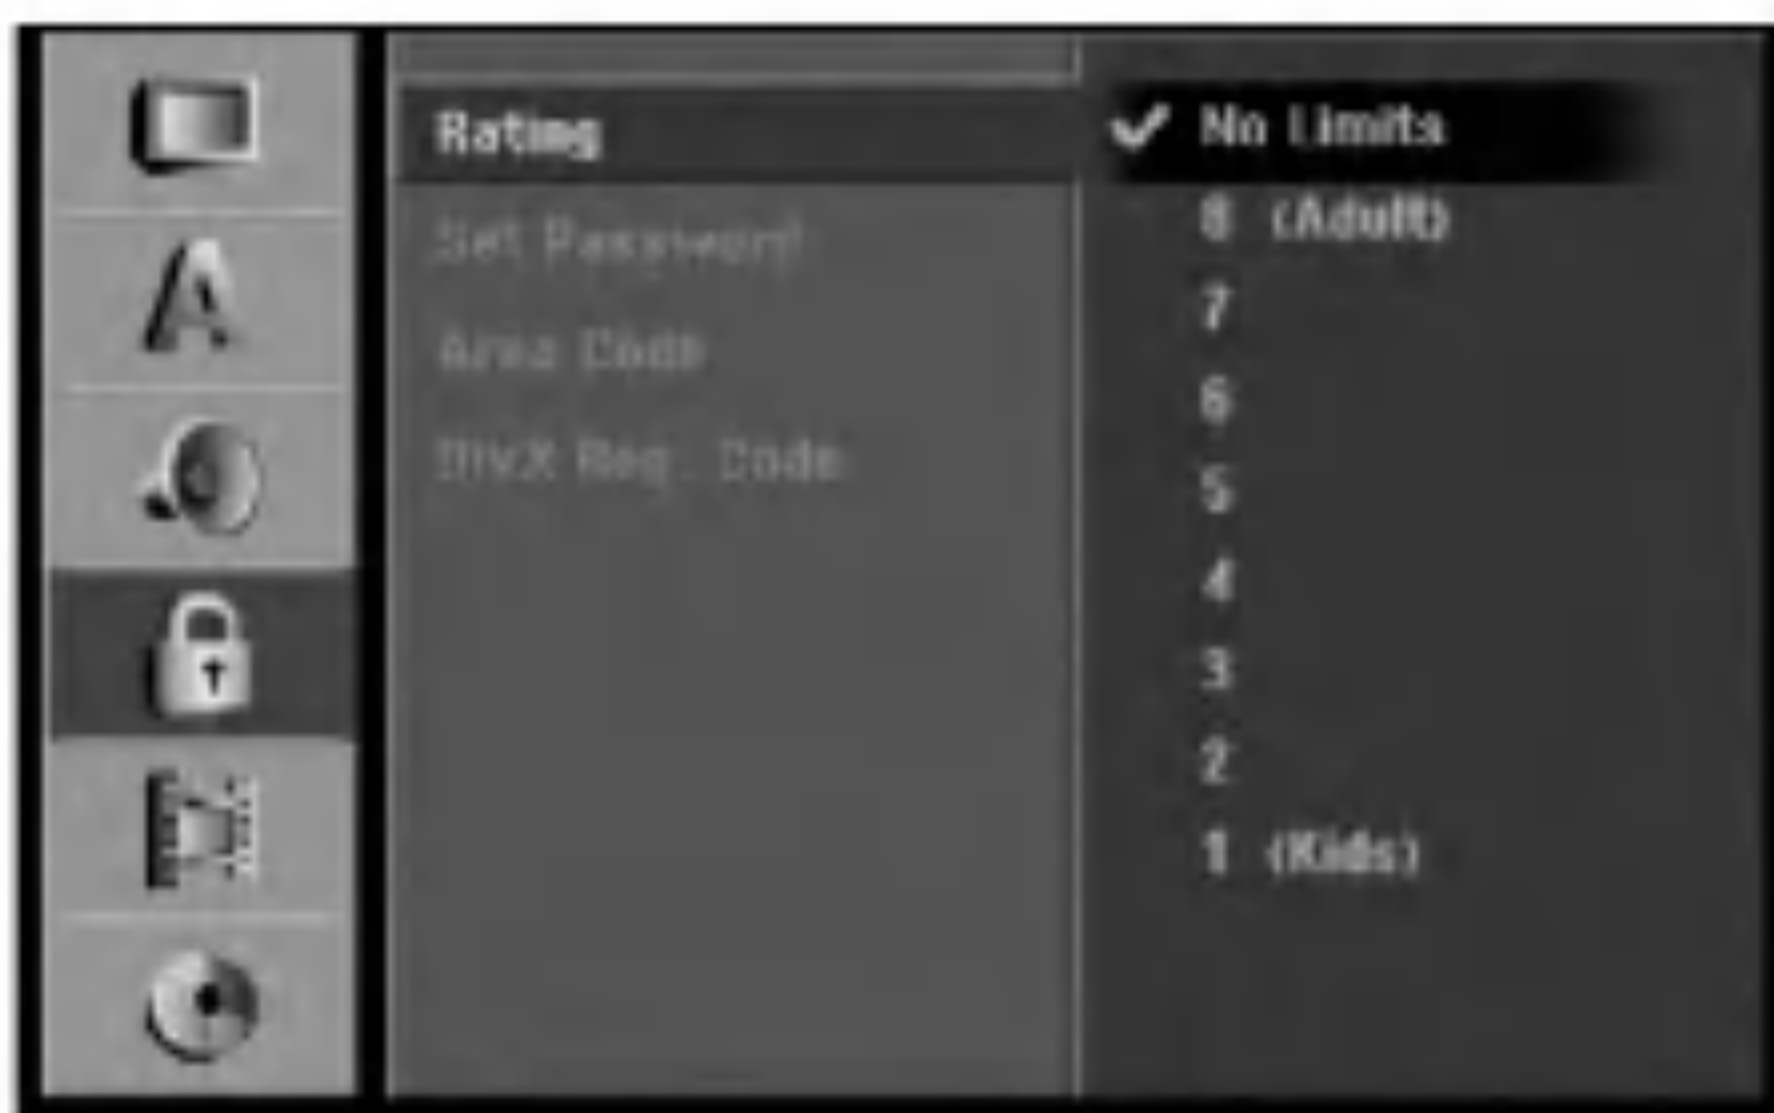 A
Rating
Set Password
Area Code
DivX Reg. Code
No Limits
8 (Adult)
7
6
5
4
3
2
1 (Kids)